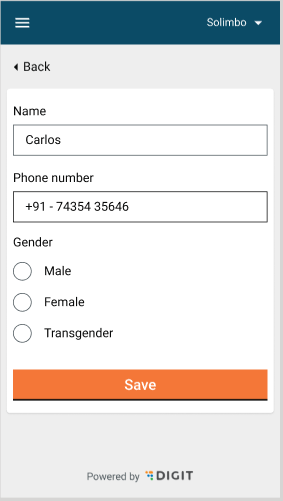 Solimbo
Back
Name
Carlos
Phone number
+91 - 74354 35646
Gender
Male
Female
Transgender
Save
Powered by DIGIT